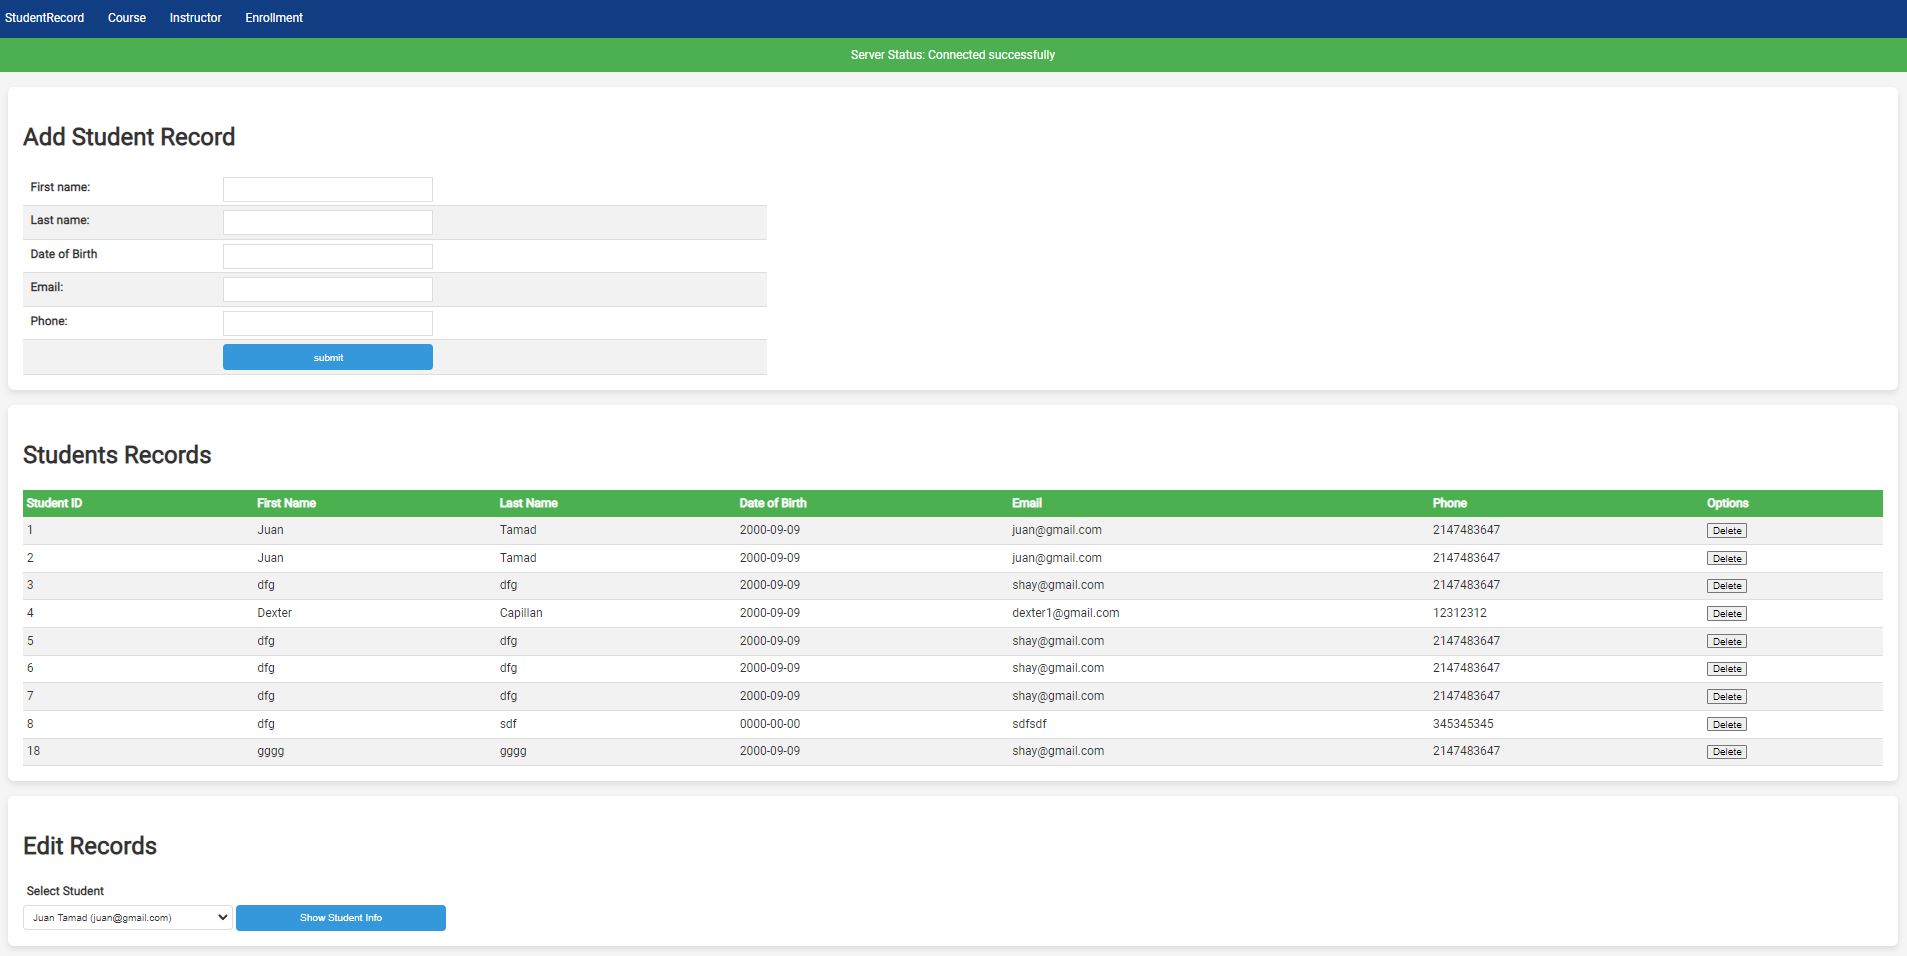 StudentRecord Course Instructor Enrollment
Server Status: Connected successfully
Add Student Record
First name:
Last name:
Date of Birth
Email:
Phone:
submit
Students Records
Student ID First Name Last Name Date of Birth Email Phone Options
1 Juan Tamad 2000-09-09 juan@gmail.com 2147483647 Delete
2 Juan Tamad 2000-09-09 juan@gmail.com 2147483647 Delete
3 dfg dfg 2000-09-09 shay@gmail.com 2147483647 Delete
4 Dexter Capillan 2000-09-09 dexter1@gmail.com 12312312 Delete
5 dfg dfg 2000-09-09 shay@gmail.com 2147483647 Delete
6 dfg dfg 2000-09-09 shay@gmail.com 2147483647 Delete
7 dfg dfg 2000-09-09 shay@gmail.com 2147483647 Delete
8 dfg sdf 0000-00-00 sdfsdf 345345345 Delete
18 gggg gggg 2000-09-09 shay@gmail.com 2147483647 Delete
Edit Records
Select Student
Juan Tamad (juan@gmail.com) Show Student Info